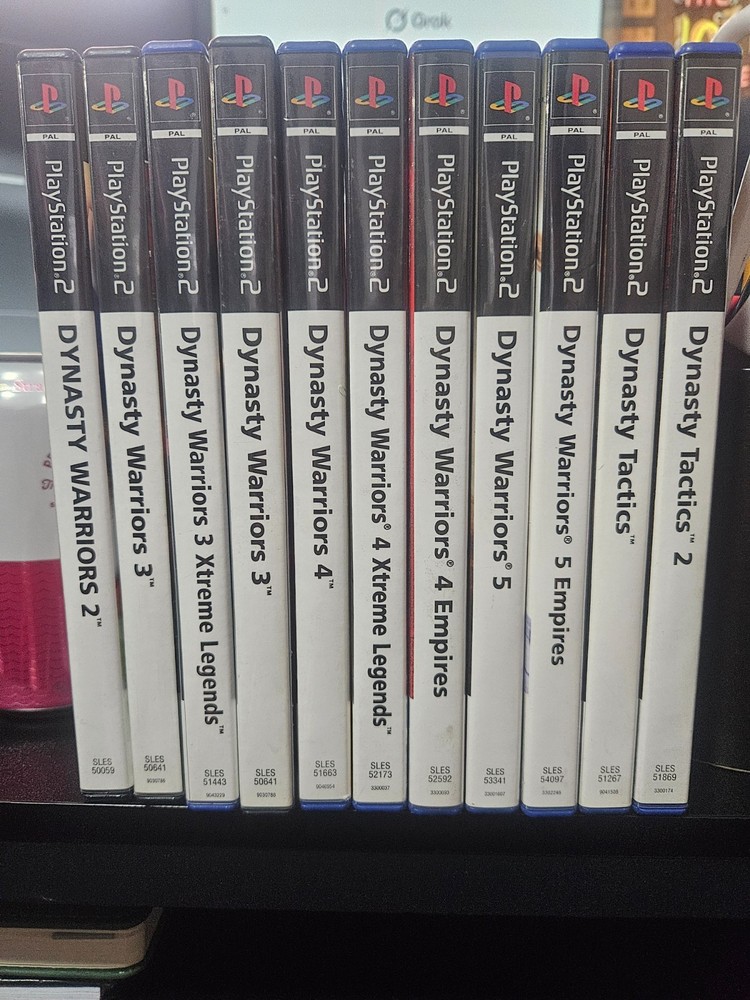 Grok
PAL
PlayStation®2
DYNASTY WARRIORS 2™
SLES
50059
PAL
PlayStation®2
Dynasty Warriors 3™
SLES
50641
9030789
PAL
PlayStation®2
Dynasty Warriors 3 Xtreme Legends™
SLES
51443
PAL
PlayStation®2
Dynasty Warriors 3™
SLES
50641
9030789
PAL
PlayStation®2
Dynasty Warriors 4™
SLES
51663
PAL
PlayStation®2
Dynasty Warriors® 4 Xtreme Legends™
SLES
52173
3300037
PAL
PlayStation®2
Dynasty Warriors® 4 Empires
SLES
52592
PAL
PlayStation®2
Dynasty Warriors® 5
SLES
53341
PAL
PlayStation®2
Dynasty Warriors® 5 Empires
SLES
54097
PAL
PlayStation®2
Dynasty Tactics™
SLES
51267
PAL
PlayStation®2
Dynasty Tactics™ 2
SLES
51869
3300174